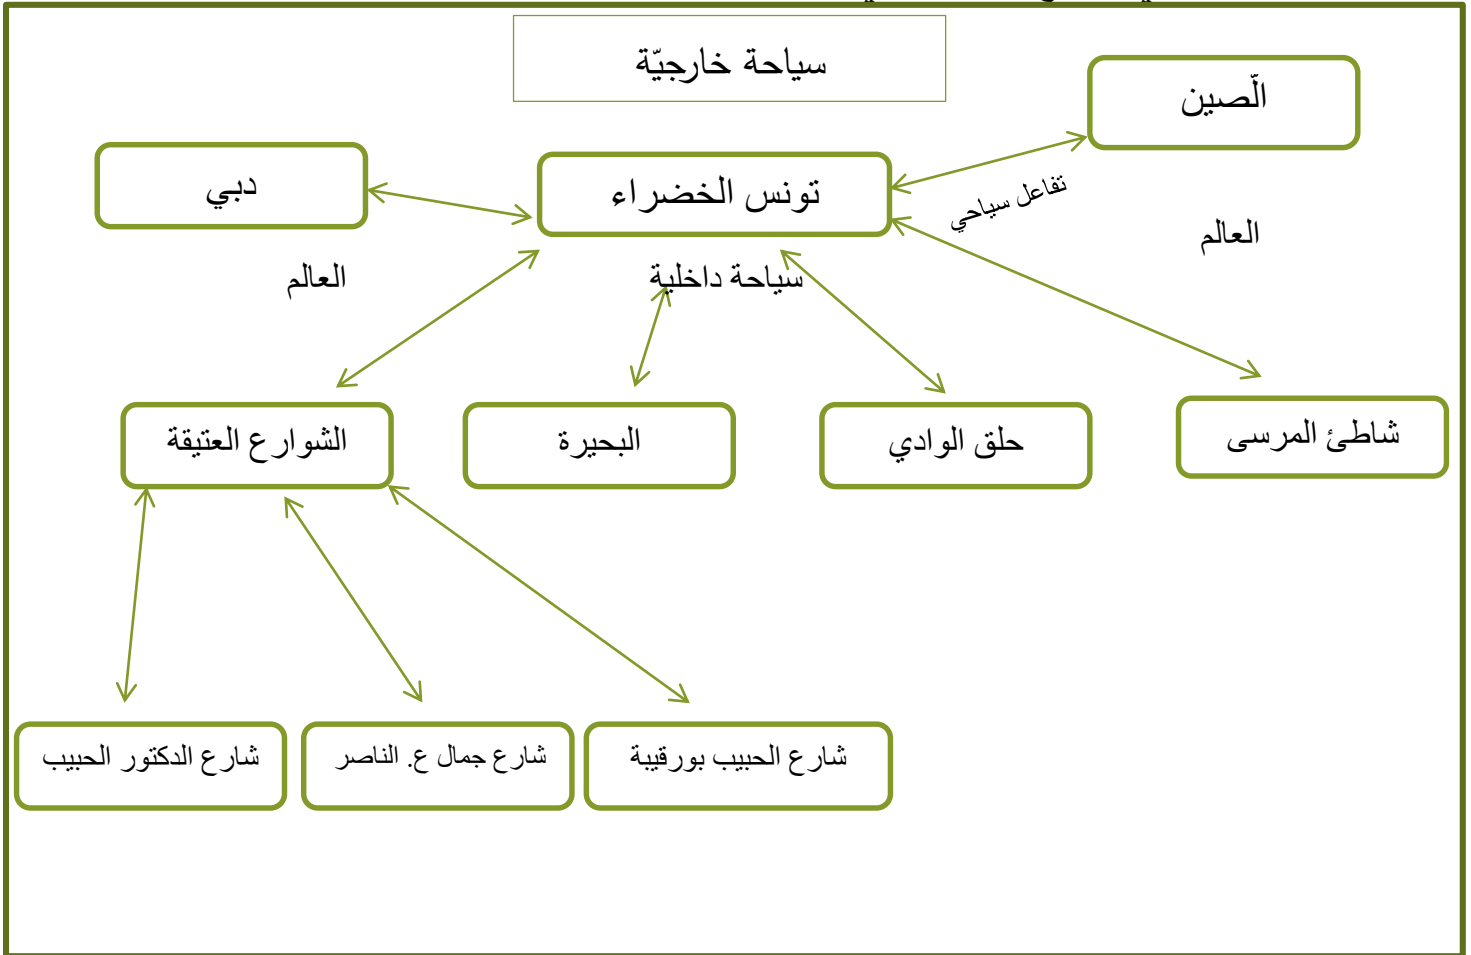 سياحة خارجيّة
الّصين
دبي
تونس الخضراء
تفاعل سياحي
العالم
العالم
سياحة داخلية
شاطئ المرسى
حلق الوادي
البحيرة
الشوارع العتيقة
شارع الحبيب بورقيبة
شارع جمال ع. الناصر
شارع الدكتور الحبيب